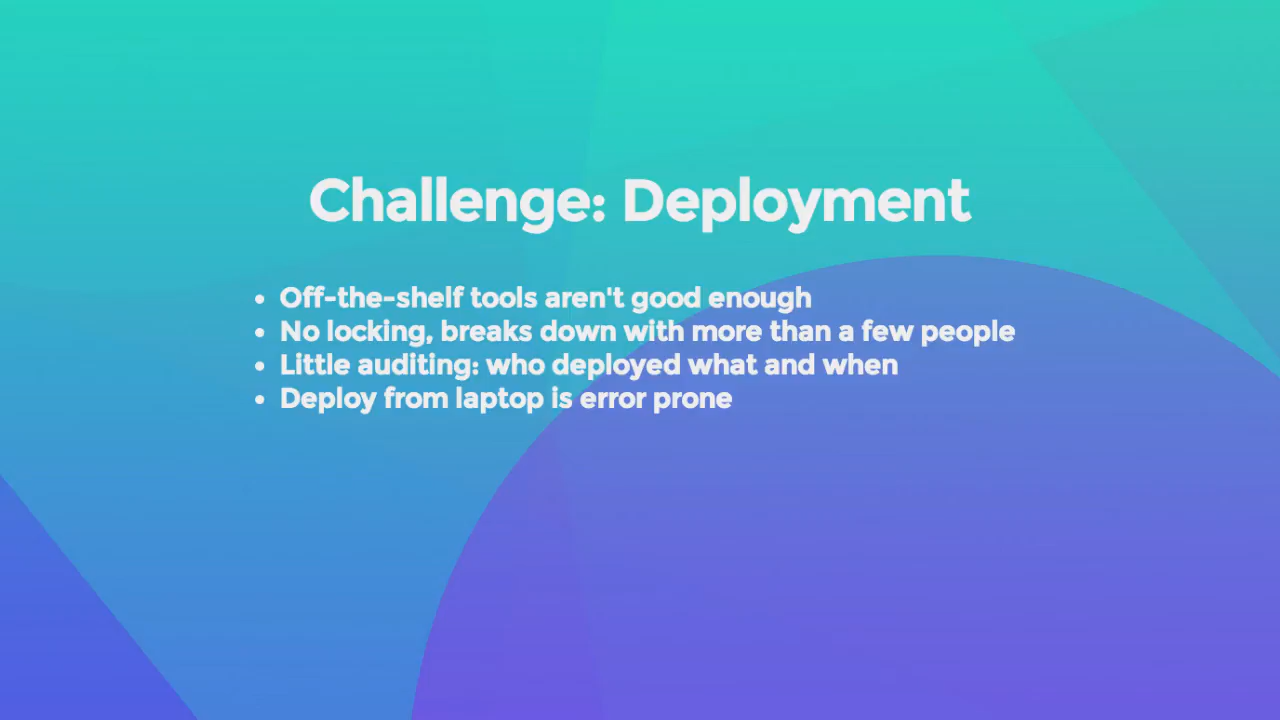 Challenge: Deployment
• Off-the-shelf tools aren't good enough
• No locking, breaks down with more than a few people
• Little auditing: who deployed what and when
• Deploy from laptop is error prone